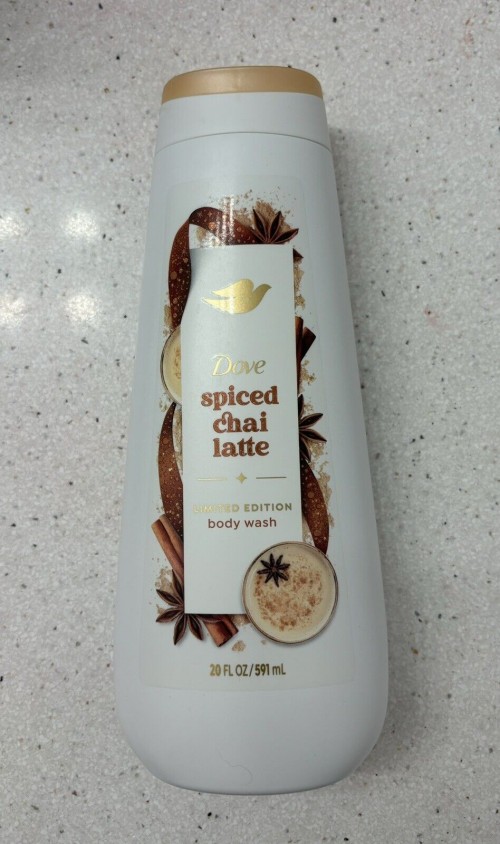 Dove
spiced
chai
latte
LIMITED EDITION
body wash
20 FL OZ/591 mL